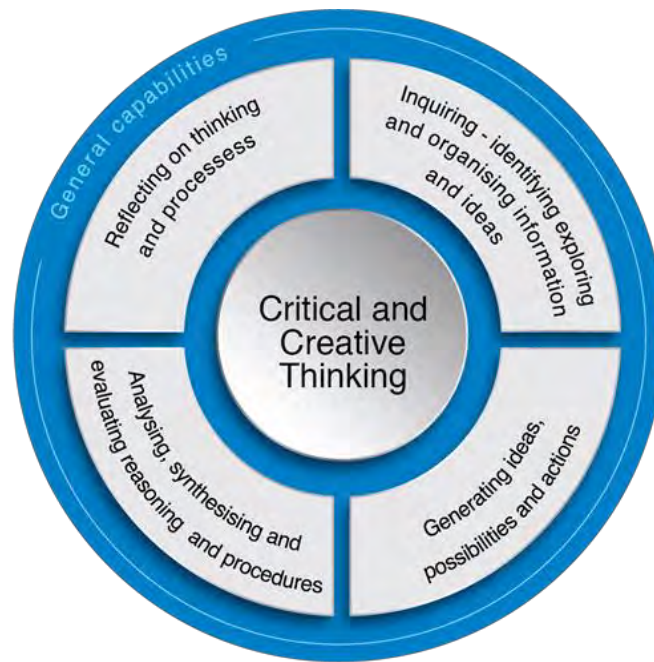 General capabilities
Reflecting on thinking
and processess
Inquiring - identifying exploring
and organising information
and ideas
Critical and
Creative
Thinking
Analysing, synthesising and
evaluating reasoning and procedures
Generating ideas,
possibilities and actions